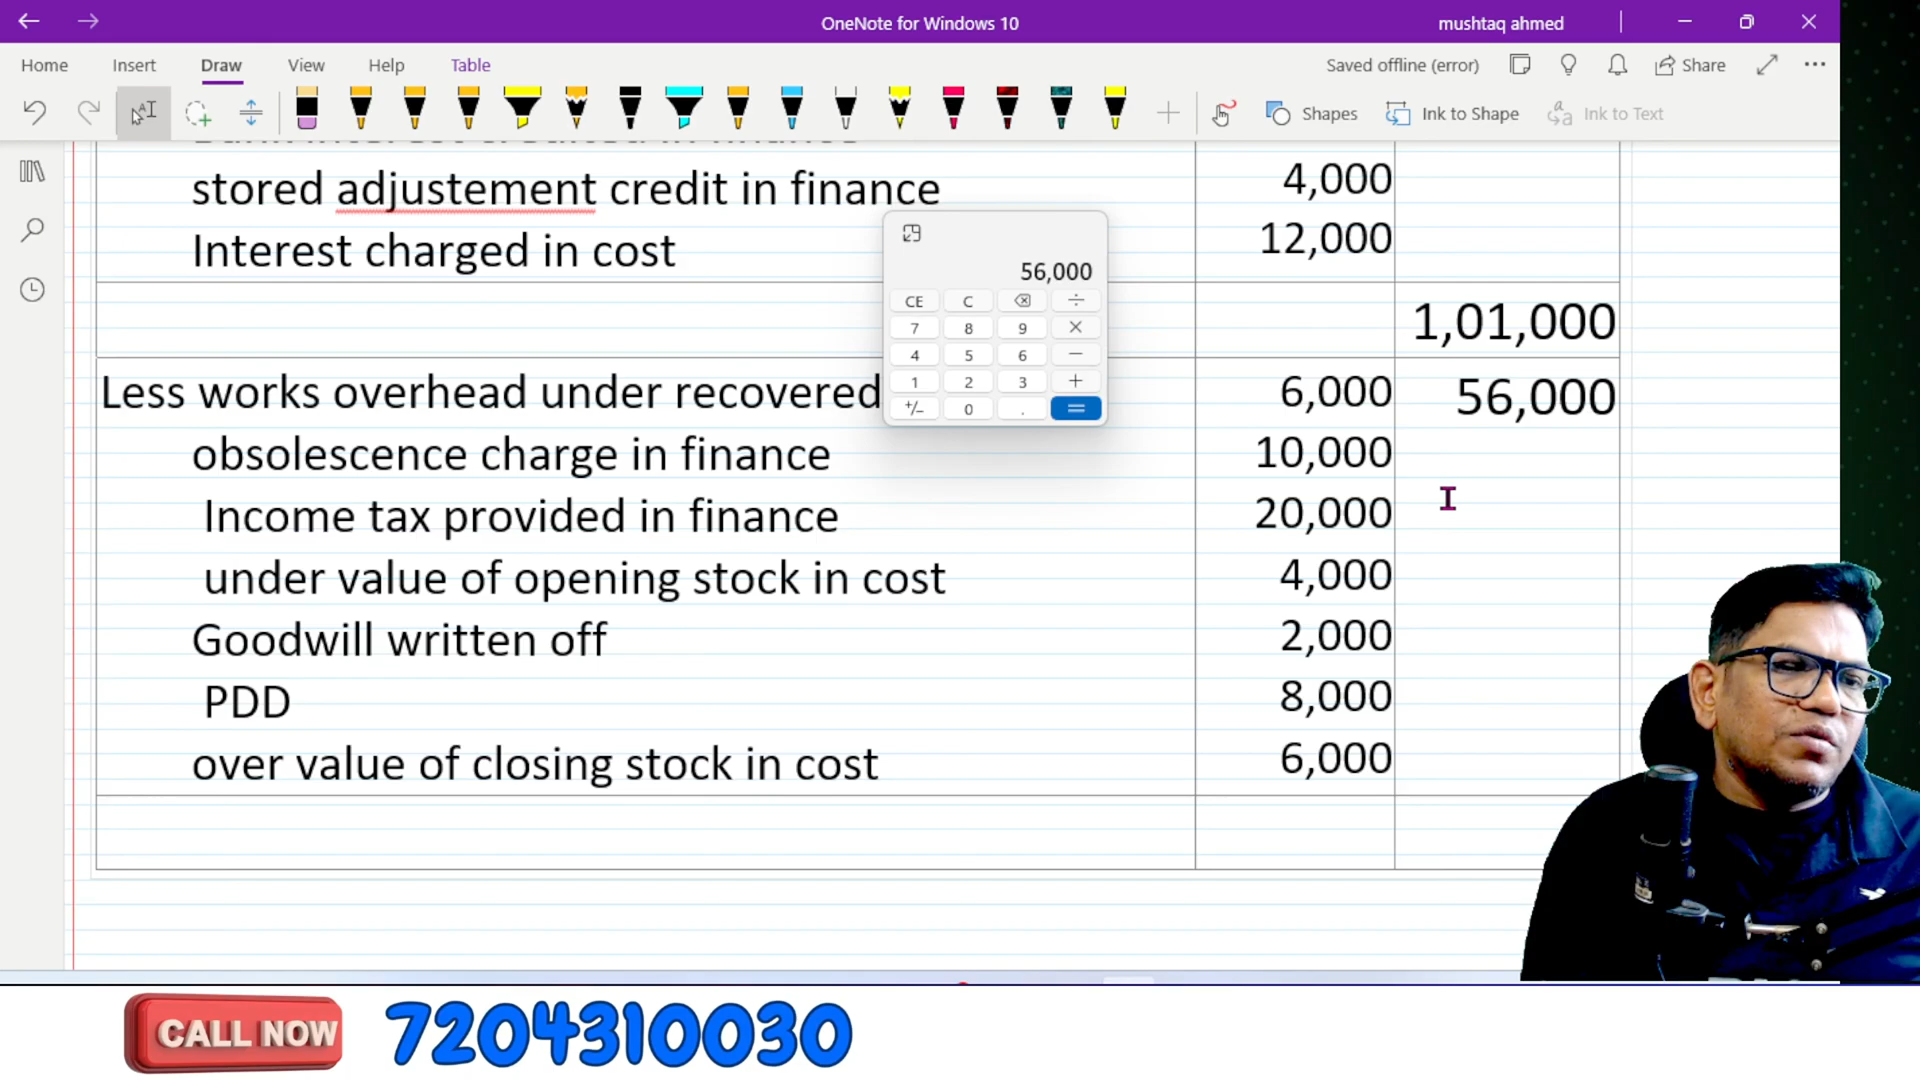 OneNote for Windows 10
mushtaq ahmed
Home Insert Draw View Help Table
Saved offline (error) Share
Shapes Ink to Shape Ink to Text
stored adjustement credit in finance 4,000
Interest charged in cost 12,000
1,01,000
56,000
CE C ÷
7 8 9 ×
4 5 6 −
1 2 3 +
+/− 0 . =
Less works overhead under recovered 6,000 56,000
obsolescence charge in finance 10,000
Income tax provided in finance 20,000
under value of opening stock in cost 4,000
Goodwill written off 2,000
PDD 8,000
over value of closing stock in cost 6,000
CALL NOW 7204310030